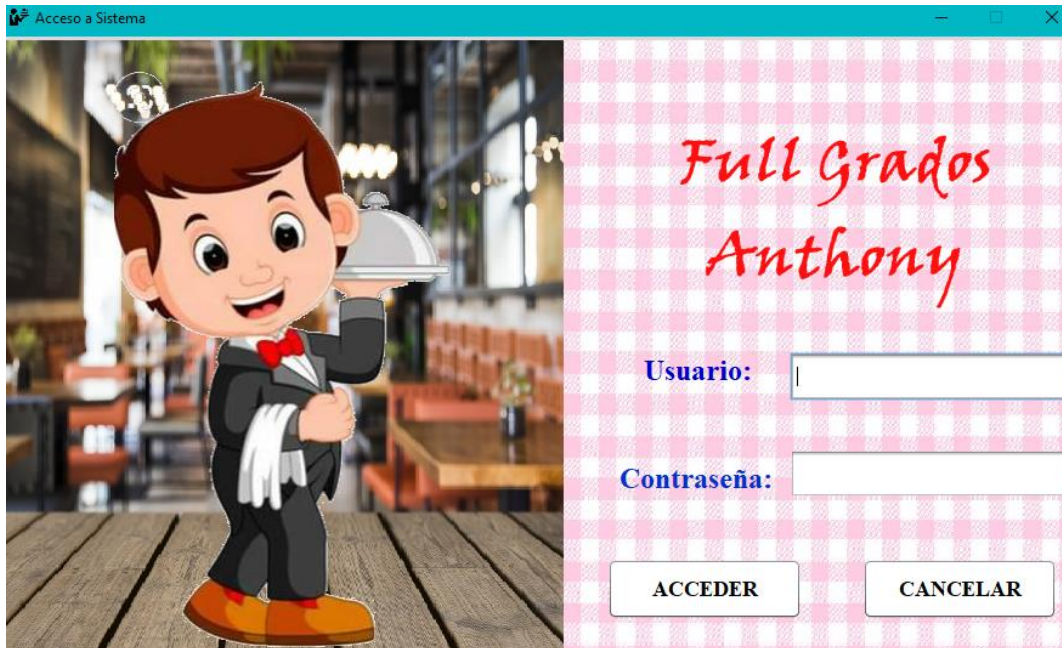 Acceso a Sistema
Full Grados
Anthony
Usuario:
Contraseña:
ACCEDER
CANCELAR